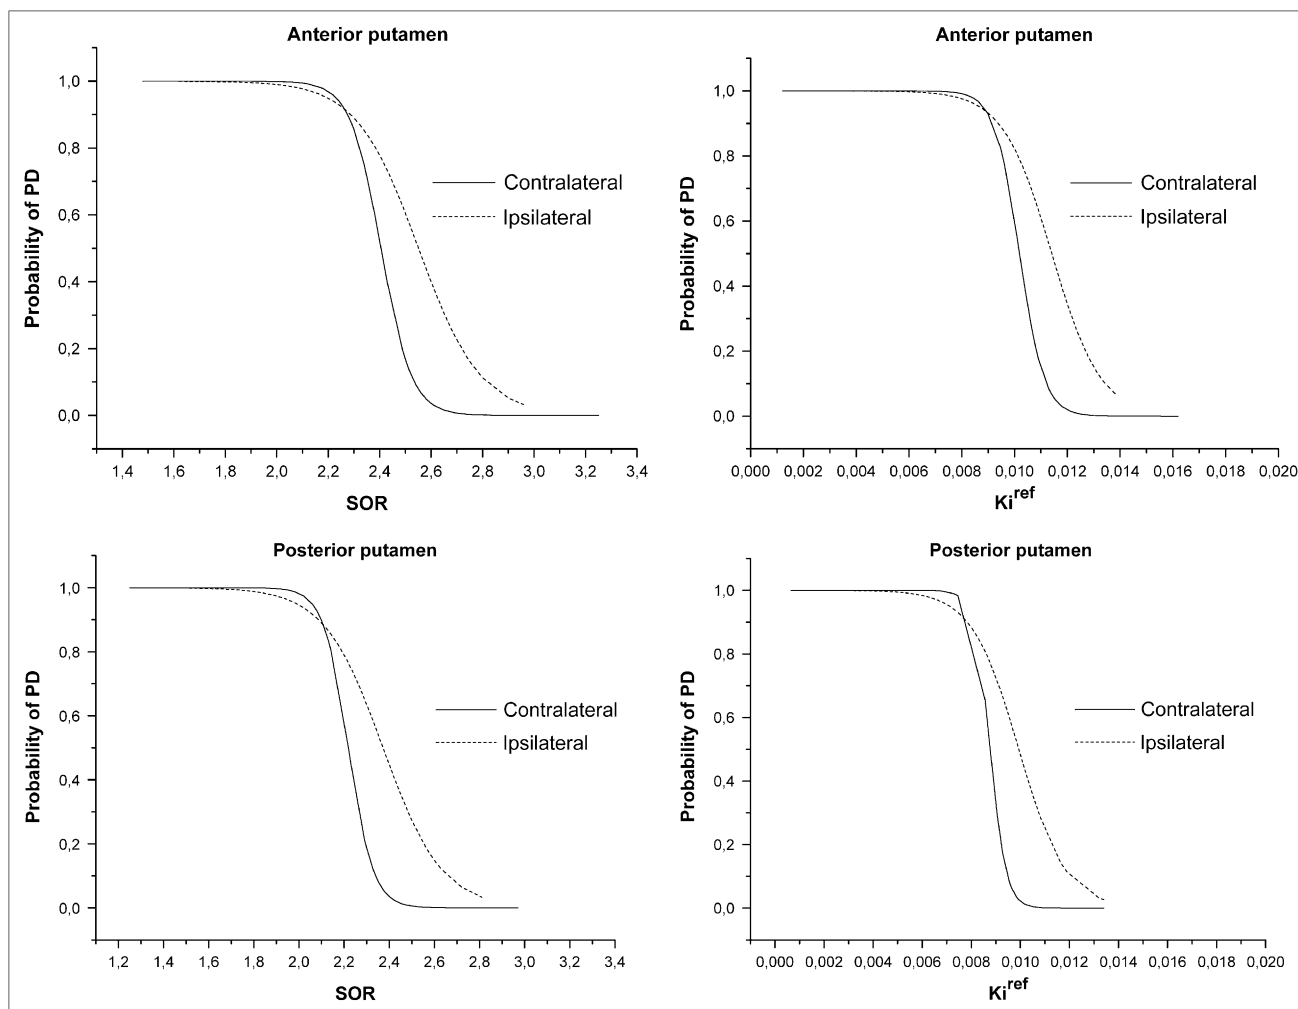 Anterior putamen
1,0
0,8
0,6
0,4
0,2
0,0
Probability of PD
Contralateral
Ipsilateral
1,4 1,6 1,8 2,0 2,2 2,4 2,6 2,8 3,0 3,2 3,4
SOR
Anterior putamen
1,0
0,8
0,6
0,4
0,2
0,0
Probability of PD
Contralateral
Ipsilateral
0,000 0,002 0,004 0,006 0,008 0,010 0,012 0,014 0,016 0,018 0,020
Ki^ref
Posterior putamen
1,0
0,8
0,6
0,4
0,2
0,0
Probability of PD
Contralateral
Ipsilateral
1,2 1,4 1,6 1,8 2,0 2,2 2,4 2,6 2,8 3,0 3,2 3,4
SOR
Posterior putamen
1,0
0,8
0,6
0,4
0,2
0,0
Probability of PD
Contralateral
Ipsilateral
0,000 0,002 0,004 0,006 0,008 0,010 0,012 0,014 0,016 0,018 0,020
Ki^ref